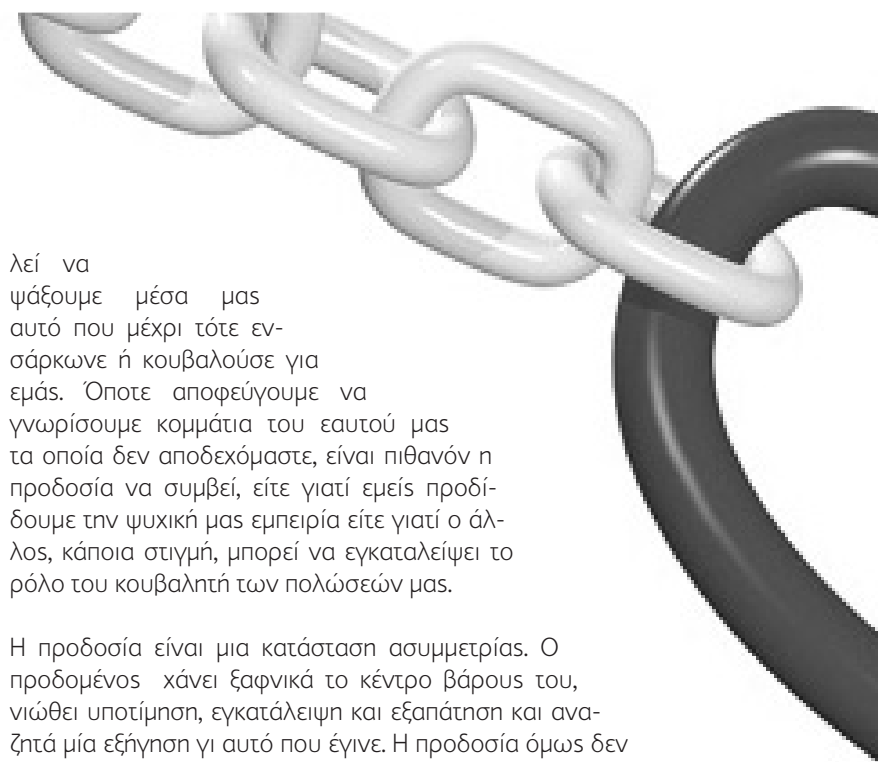 λεί να
ψάξουμε μέσα μας
αυτό που μέχρι τότε εν-
σάρκωνε ή κουβαλούσε για
εμάς. Όποτε αποφεύγουμε να
γνωρίσουμε κομμάτια του εαυτού μας
τα οποία δεν αποδεχόμαστε, είναι πιθανόν η
προδοσία να συμβεί, είτε γιατί εμείς προδί-
δουμε την ψυχική μας εμπειρία είτε γιατί ο άλ-
λος, κάποια στιγμή, μπορεί να εγκαταλείψει το
ρόλο του κουβαλητή των πολώσεών μας.
Η προδοσία είναι μια κατάσταση ασυμμετρίας. Ο
προδομένος χάνει ξαφνικά το κέντρο βάρους του,
νιώθει υποτίμηση, εγκατάλειψη και εξαπάτηση και ανα-
ζητά μία εξήγηση γι αυτό που έγινε. Η προδοσία όμως δεν